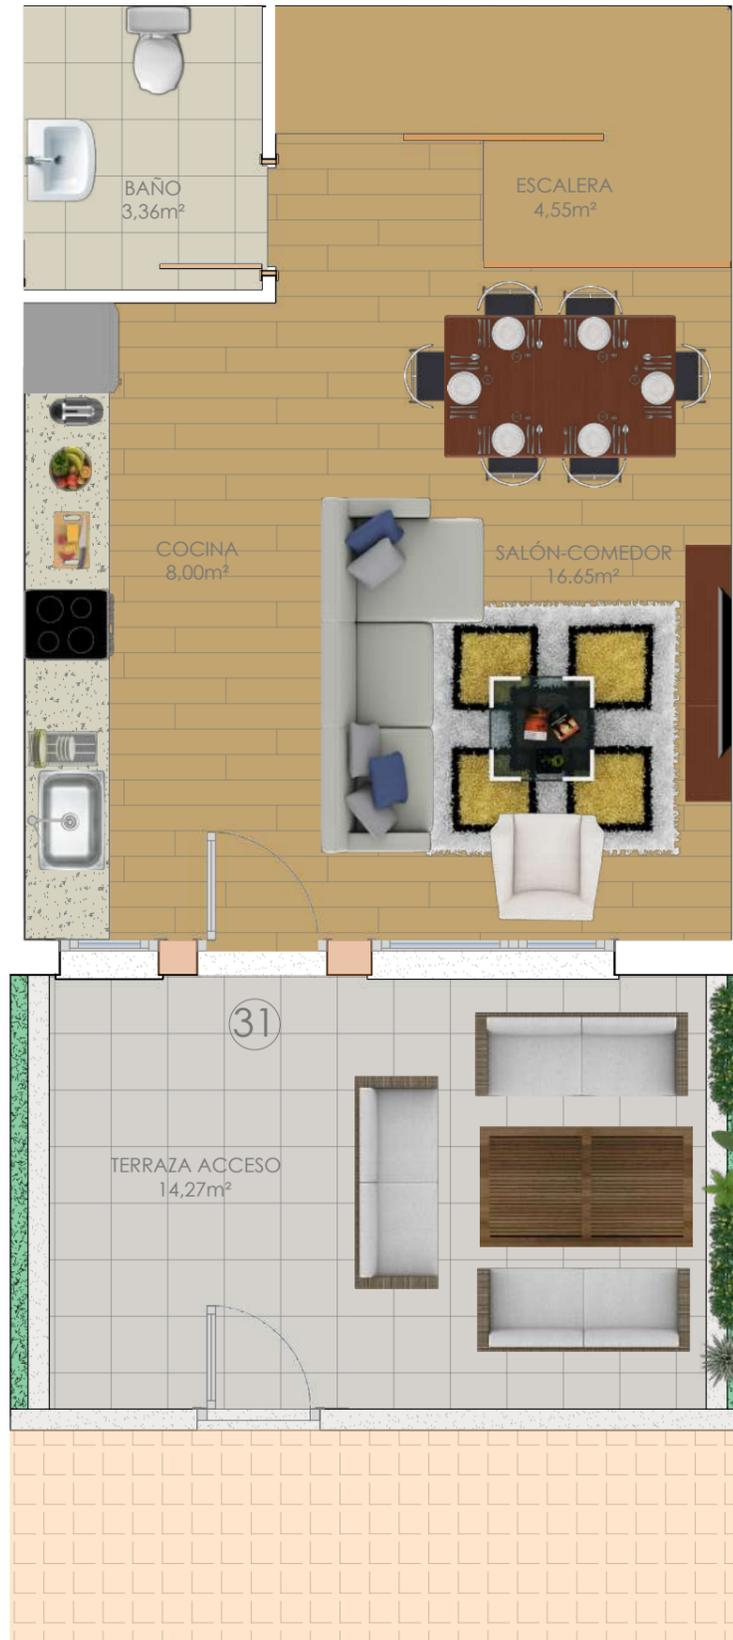 BAÑO
3,36m²
ESCALERA
4,55m²
COCINA
8,00m²
SALÓN-COMEDOR
16.65m²
31
TERRAZA ACCESO
14,27m²